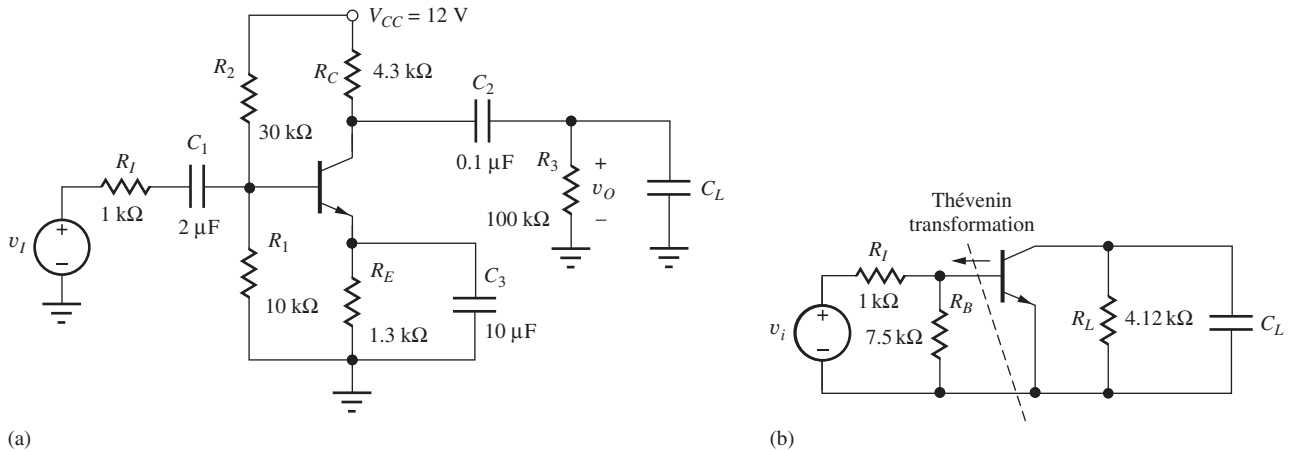 V_CC = 12 V
R_2
R_C
4.3 kΩ
C_2
30 kΩ
C_1
0.1 µF
R_3
+
R_I
v_O
C_L
1 kΩ
2 µF
100 kΩ
–
v_I
+
–
R_1
R_E
C_3
10 kΩ
1.3 kΩ
10 µF
(a)
Thévenin
transformation
R_I
1 kΩ
R_B
v_i
+
–
7.5 kΩ
R_L
4.12 kΩ
C_L
(b)